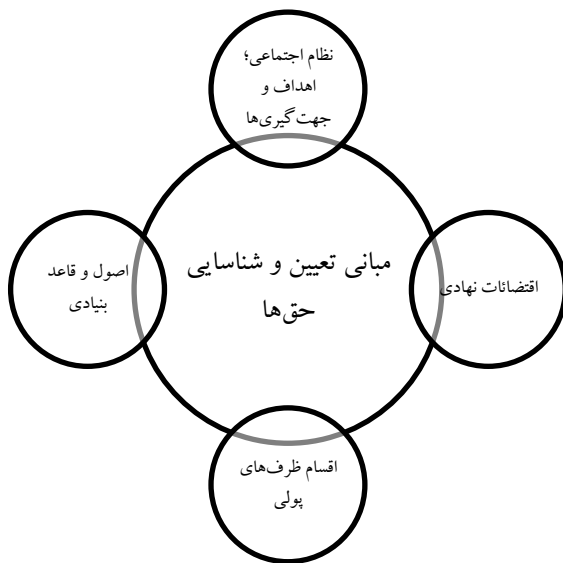 نظام اجتماعی؛
اهداف و
جهت‌گیری‌ها
مبانی تعیین و شناسایی
حق‌ها
اقتضائات نهادی
اصول و قاعد
بنیادی
اقسام ظرف‌های
پولی